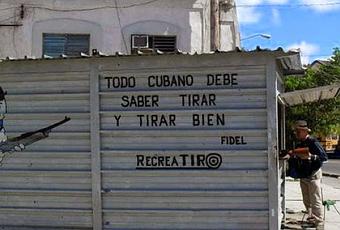 TODO CUBANO DEBE
SABER TIRAR
Y TIRAR BIEN
FIDEL
RECREATIRO